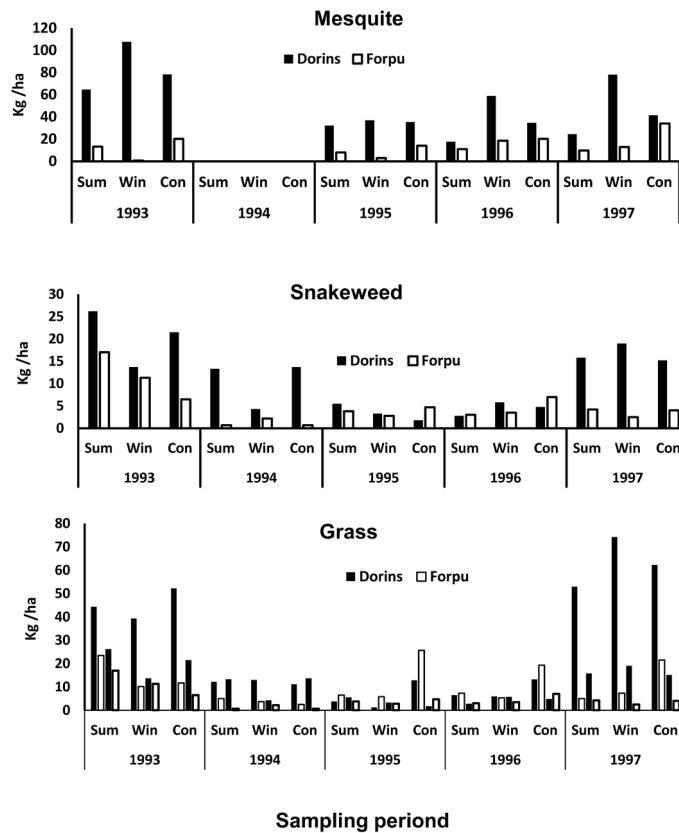 Mesquite
Kg /ha
120
100
80
60
40
20
0
Dorins Forpu
Sum Win Con Sum Win Con Sum Win Con Sum Win Con Sum Win Con
1993 1994 1995 1996 1997
Snakeweed
Kg /ha
30
25
20
15
10
5
0
Dorins Forpu
Sum Win Con Sum Win Con Sum Win Con Sum Win Con Sum Win Con
1993 1994 1995 1996 1997
Grass
Kg /ha
80
70
60
50
40
30
20
10
0
Dorins Forpu
Sum Win Con Sum Win Con Sum Win Con Sum Win Con Sum Win Con
1993 1994 1995 1996 1997
Sampling periond